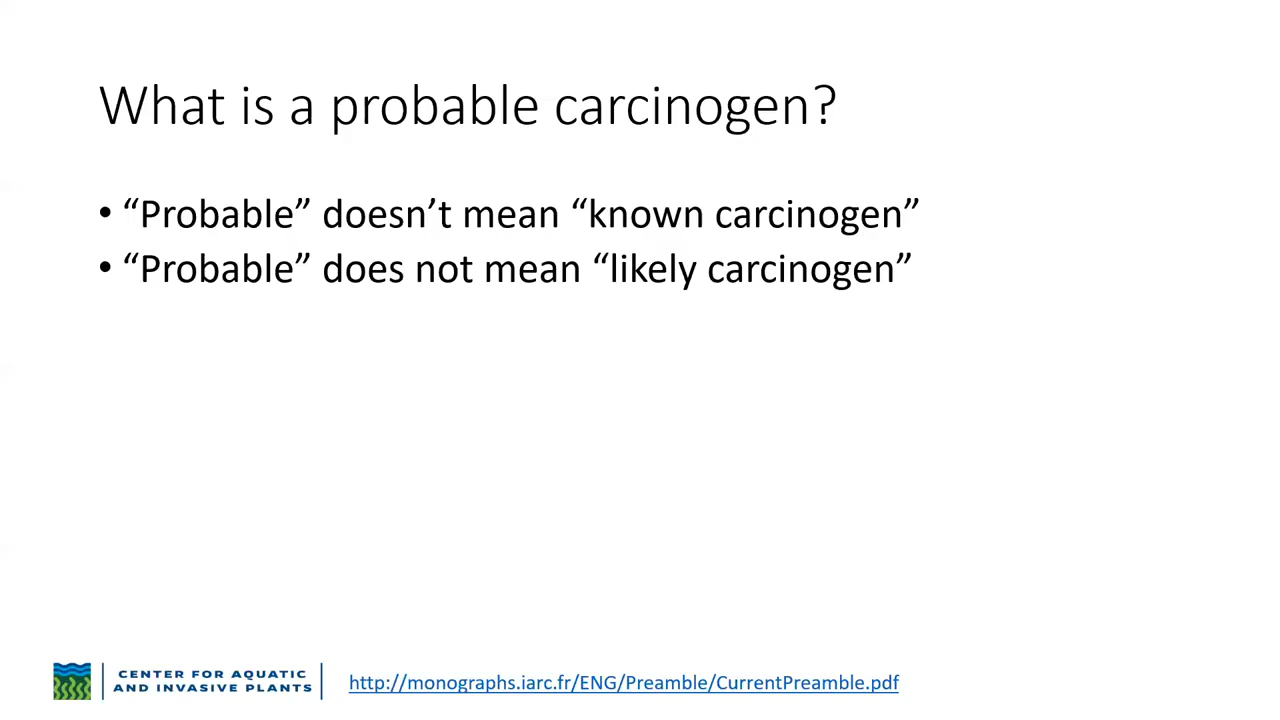 What is a probable carcinogen?
• “Probable” doesn’t mean “known carcinogen”
• “Probable” does not mean “likely carcinogen”
CENTER FOR AQUATIC
AND INVASIVE PLANTS
http://monographs.iarc.fr/ENG/Preamble/CurrentPreamble.pdf